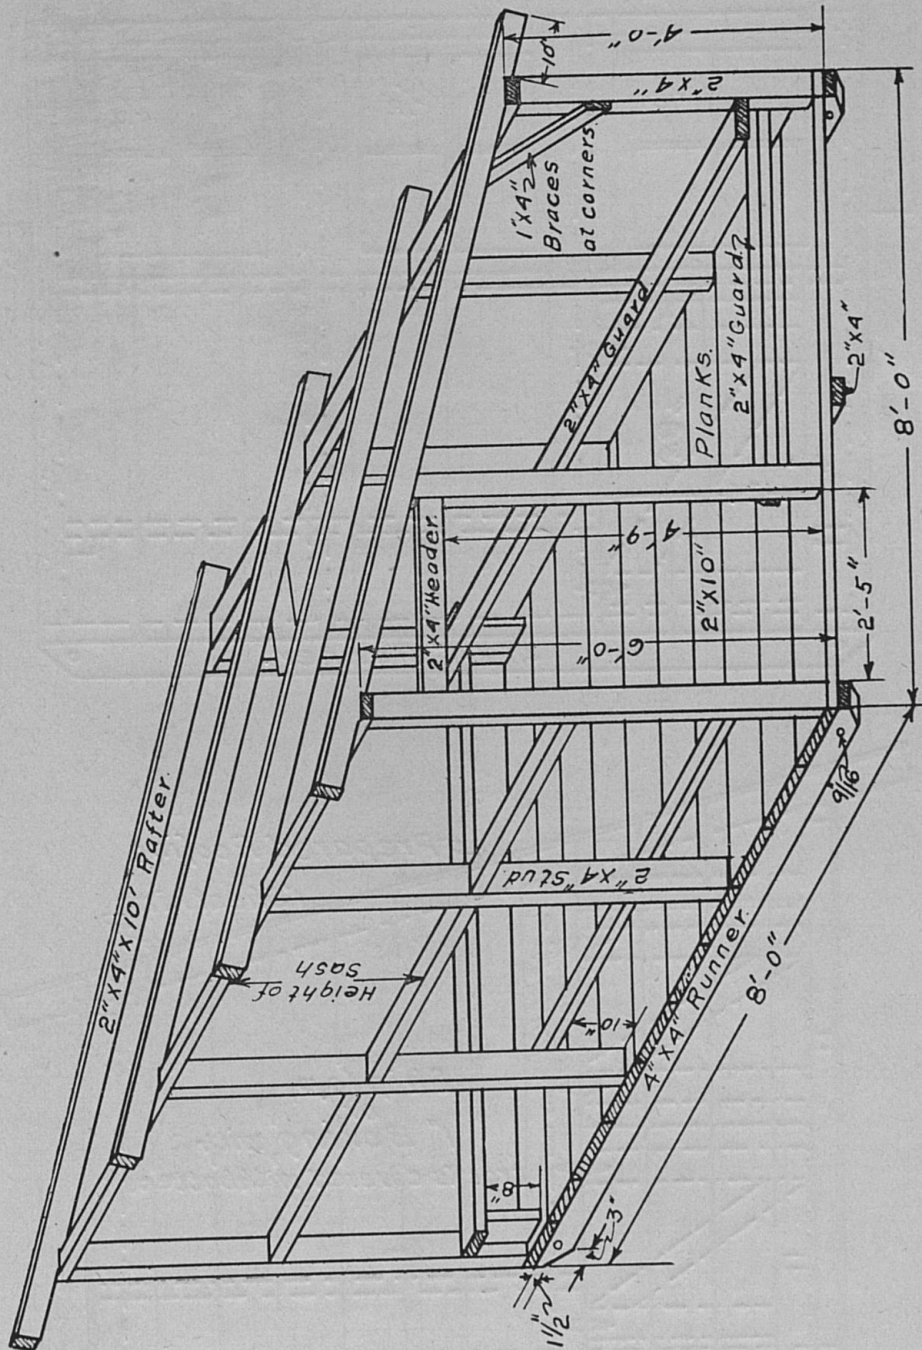 2"x4"x10' Rafter.
10"
4'-0"
2"x4"
1"x4"
Braces
at corners.
2"x4" Guard
2"x4" Header.
Planks.
2"x4" Guard
4'-9"
2"x10"
6'-0"
2"x4"
8'-0"
2'-5"
Height of
Sash
2"x4" Stud
10"
8"
4"x4" Runner.
9/16"
8'-0"
3"
1 1/2"